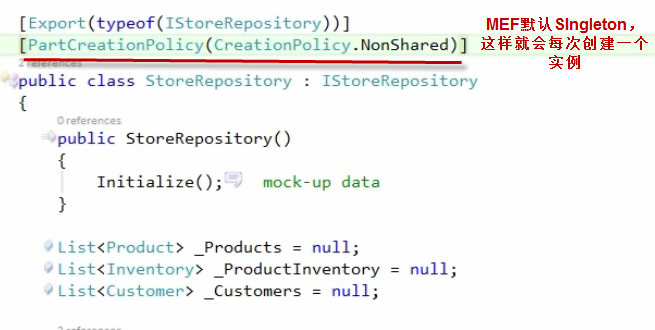 [Export(typeof(IStoreRepository))]
[PartCreationPolicy(CreationPolicy.NonShared)]
MEF默认SIngleton，
这样就会每次创建一个
实例
2 references
public class StoreRepository : IStoreRepository
{
0 references
public StoreRepository()
{
Initialize(); mock-up data
}
List<Product> _Products = null;
List<Inventory> _ProductInventory = null;
List<Customer> _Customers = null;